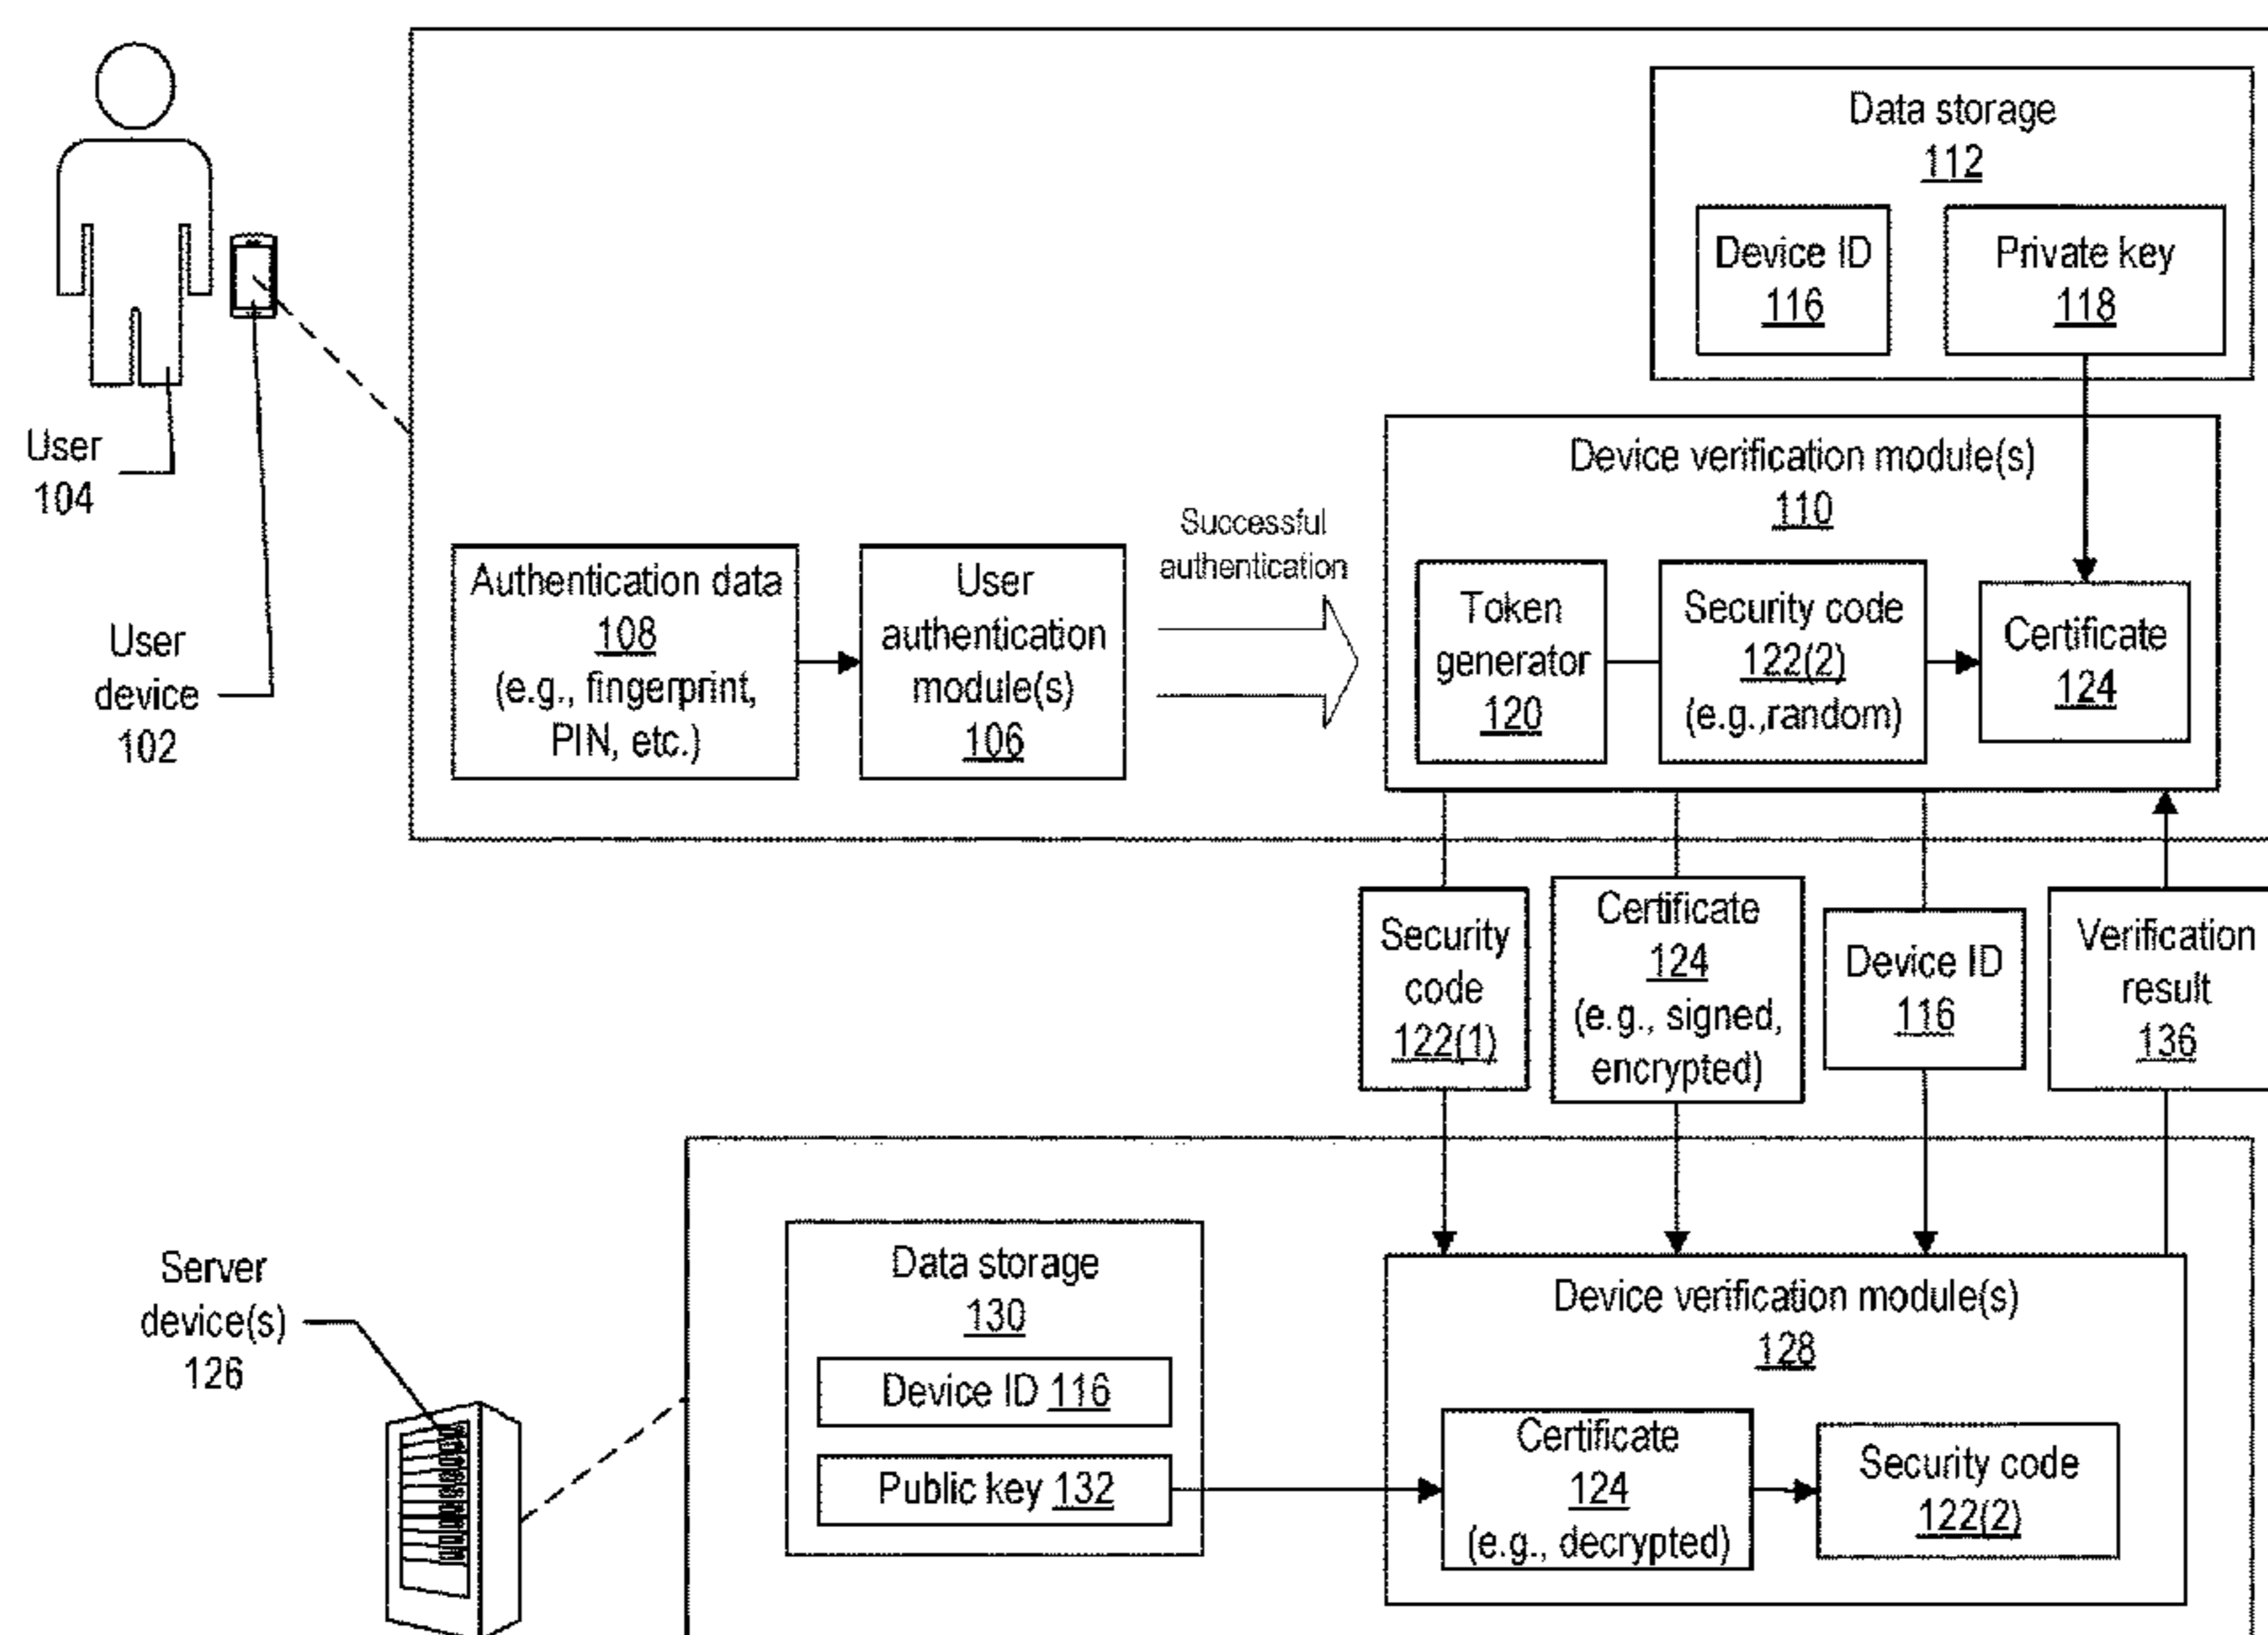 Data storage
112
Device ID
116
Private key
118
User
104
User
device
102
Device verification module(s)
110
Authentication data
108
(e.g., fingerprint,
PIN, etc.)
User
authentication
module(s)
106
Successful
authentication
Token
generator
120
Security code
122(2)
(e.g.,random)
Certificate
124
Security
code
122(1)
Certificate
124
(e.g., signed,
encrypted)
Device ID
116
Verification
result
136
Server
device(s)
126
Data storage
130
Device ID 116
Public key 132
Device verification module(s)
128
Certificate
124
(e.g., decrypted)
Security code
122(2)